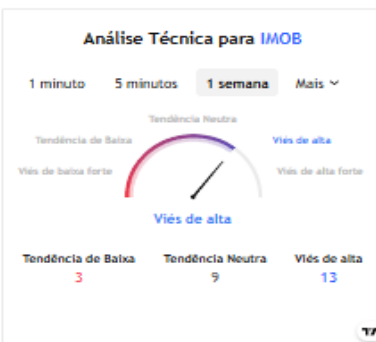 Análise Técnica para IMOB
1 minuto 5 minutos 1 semana Mais
Tendência Neutra
Tendência de Baixa Viés de alta
Viés de baixa forte Viés de alta forte
Viés de alta
Tendência de Baixa Tendência Neutra Viés de alta
3 9 13